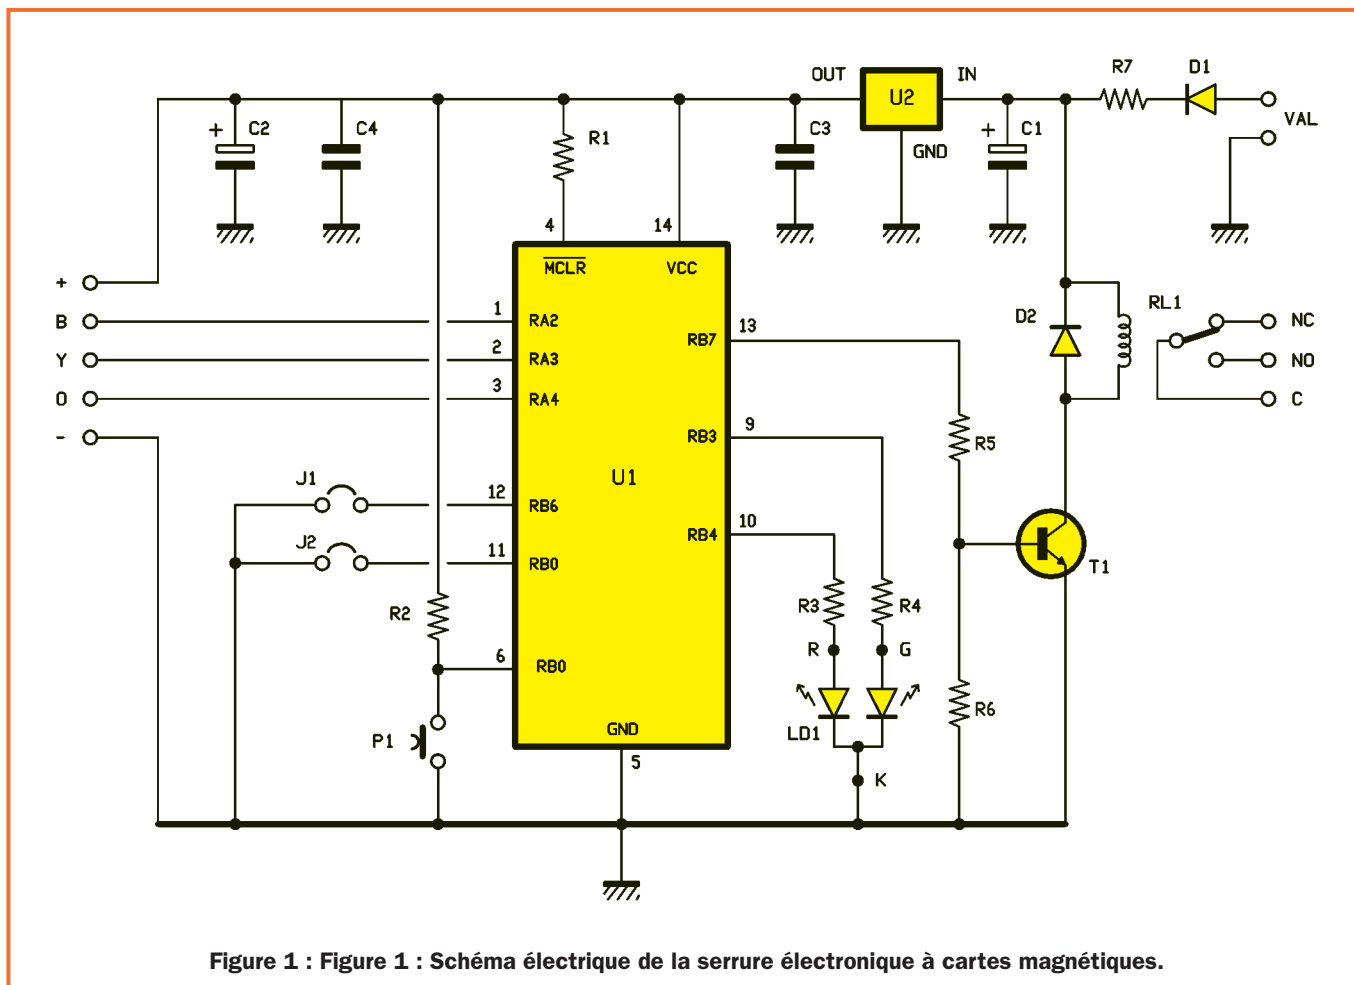 OUT
IN
R7
D1
U2
VAL
+
C2
C4
R1
C3
GND
+
C1
4
14
MCLR
VCC
+
B
1
RA2
Y
2
RA3
O
3
RA4
-
RB7
13
D2
RL1
NC
NO
C
RB3
9
R5
J1
12
RB6
U1
J2
11
RB0
RB4
10
T1
R2
R3
R4
R
G
6
RB0
R6
P1
GND
LD1
5
K
Figure 1 : Figure 1 : Schéma électrique de la serrure électronique à cartes magnétiques.